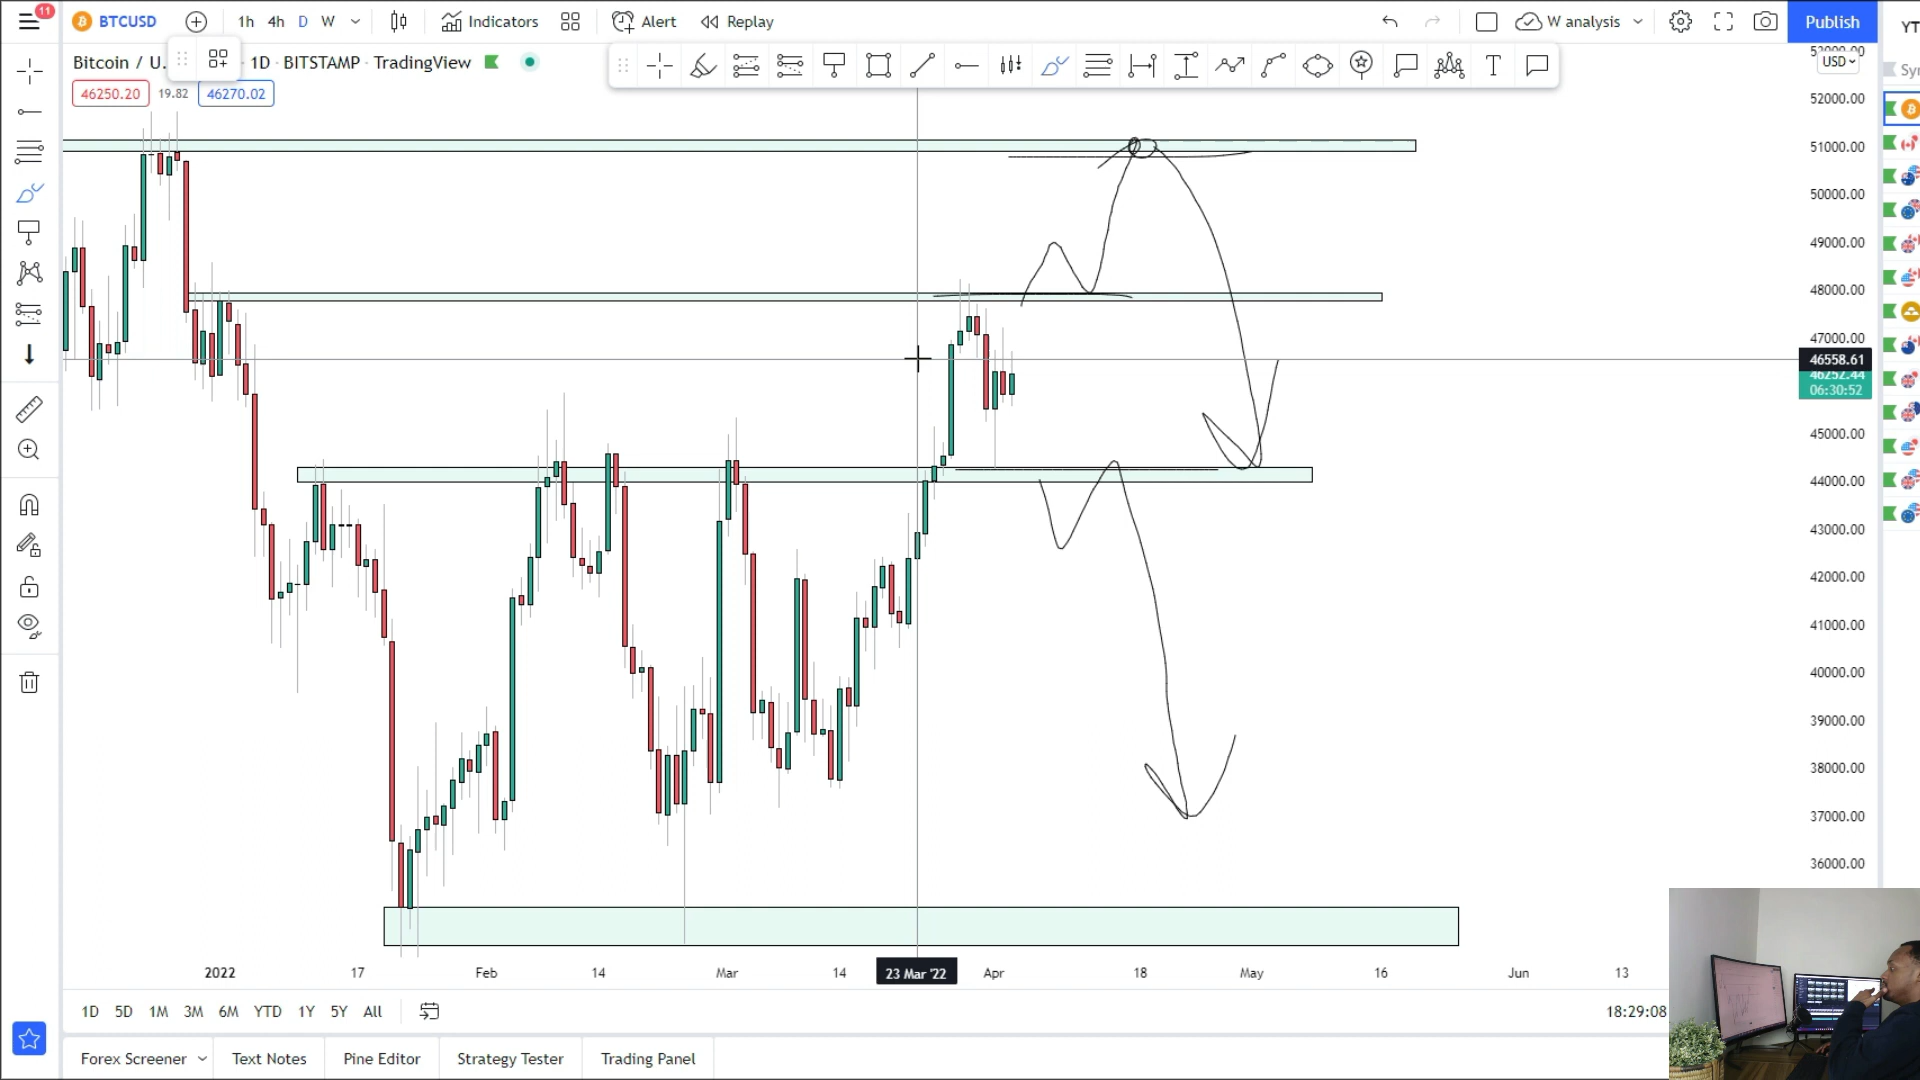 11
BTCUSD
1h 4h D W
Indicators
Alert
Replay
W analysis
Publish
YT
Bitcoin / U. · 1D · BITSTAMP · TradingView
46250.20 19.82 46270.02
USD
52000.00
51000.00
50000.00
49000.00
48000.00
47000.00
46558.61
46252.44
06:30:52
45000.00
44000.00
43000.00
42000.00
41000.00
40000.00
39000.00
38000.00
37000.00
36000.00
2022 17 Feb 14 Mar 14 23 Mar '22 Apr 18 May 16 Jun 13
1D 5D 1M 3M 6M YTD 1Y 5Y All
18:29:08
Forex Screener Text Notes Pine Editor Strategy Tester Trading Panel